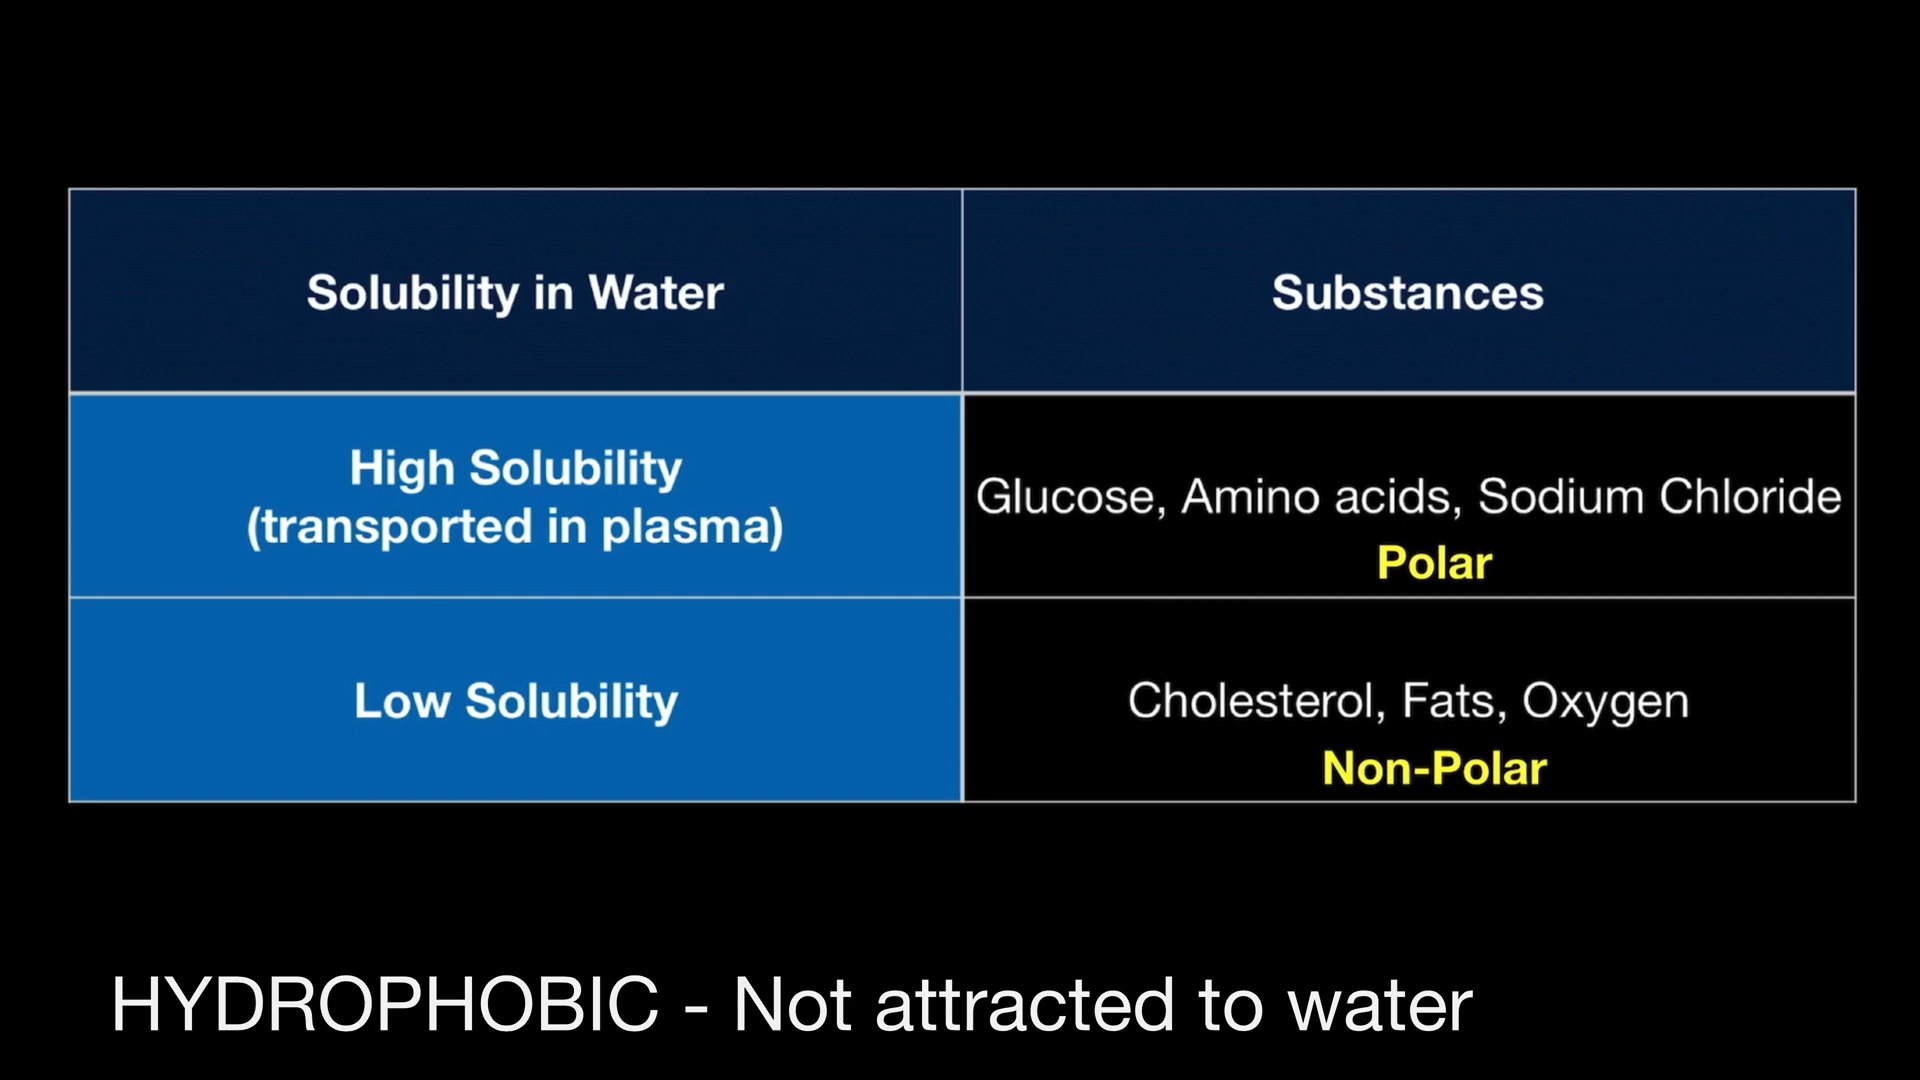 Solubility in Water
Substances
High Solubility
(transported in plasma)
Glucose, Amino acids, Sodium Chloride
Polar
Low Solubility
Cholesterol, Fats, Oxygen
Non-Polar
HYDROPHOBIC - Not attracted to water